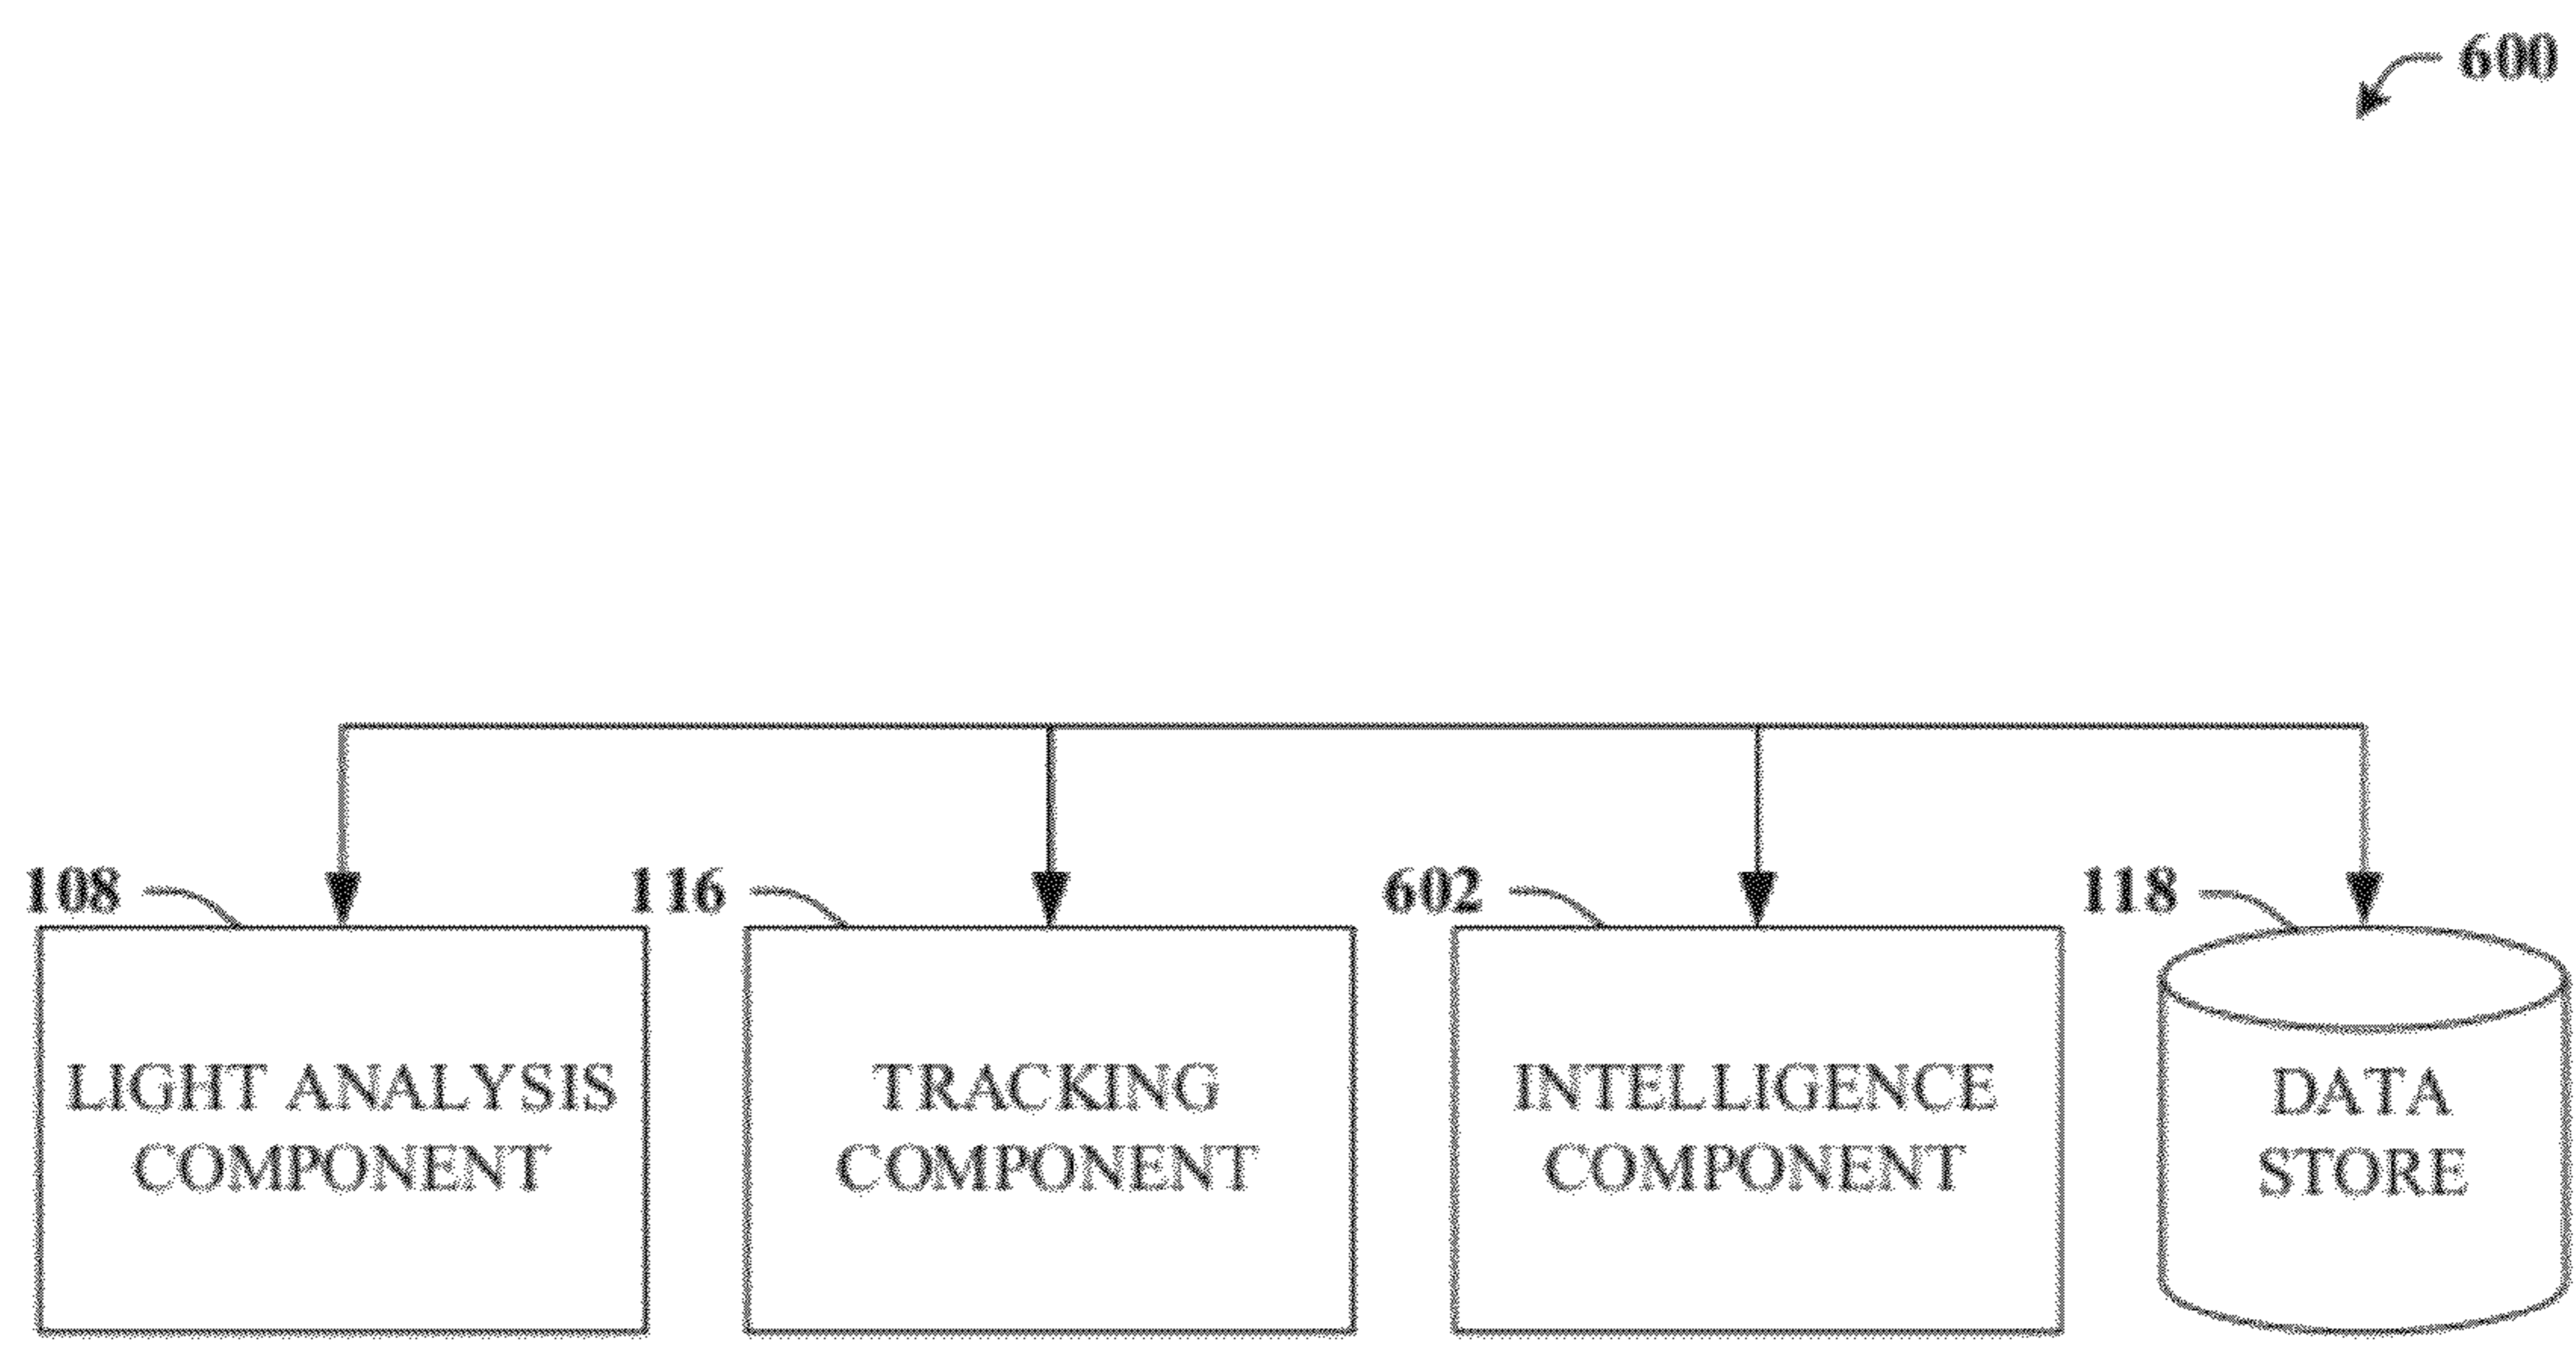 600
108
116
602
118
LIGHT ANALYSIS
COMPONENT
TRACKING
COMPONENT
INTELLIGENCE
COMPONENT
DATA
STORE